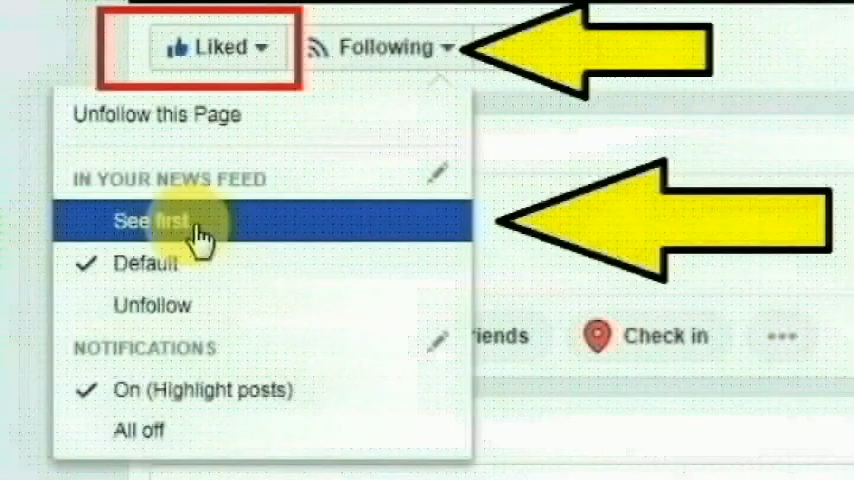 Liked Following
Unfollow this Page
IN YOUR NEWS FEED
See first
Default
Unfollow
riends Check in
NOTIFICATIONS
On (Highlight posts)
All off